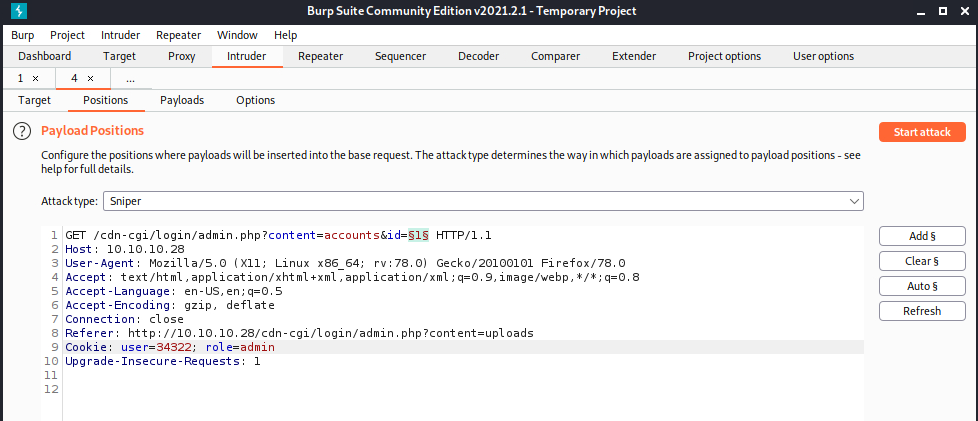 Burp Suite Community Edition v2021.2.1 - Temporary Project
Burp Project Intruder Repeater Window Help
Dashboard Target Proxy Intruder Repeater Sequencer Decoder Comparer Extender Project options User options
1 × 4 × ...
Target Positions Payloads Options
? Payload Positions Start attack
Configure the positions where payloads will be inserted into the base request. The attack type determines the way in which payloads are assigned to payload positions - see
help for full details.
Attack type: Sniper
1 GET /cdn-cgi/login/admin.php?content=accounts&id=§1§ HTTP/1.1 Add §
2 Host: 10.10.10.28
3 User-Agent: Mozilla/5.0 (X11; Linux x86_64; rv:78.0) Gecko/20100101 Firefox/78.0 Clear §
4 Accept: text/html,application/xhtml+xml,application/xml;q=0.9,image/webp,*/*;q=0.8
5 Accept-Language: en-US,en;q=0.5 Auto §
6 Accept-Encoding: gzip, deflate
7 Connection: close Refresh
8 Referer: http://10.10.10.28/cdn-cgi/login/admin.php?content=uploads
9 Cookie: user=34322; role=admin
10 Upgrade-Insecure-Requests: 1
11
12